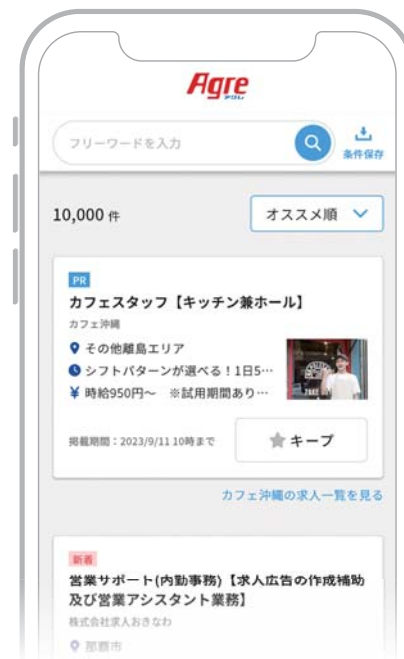 Agre
アグレ
フリーワードを入力
条件保存
10,000 件
オススメ順
PR
カフェスタッフ【キッチン兼ホール】
カフェ沖縄
その他離島エリア
シフトパターンが選べる！1日5…
¥ 時給950円〜 ※試用期間あり…
掲載期間：2023/9/11 10時まで
キープ
カフェ沖縄の求人一覧を見る
新着
営業サポート(内勤事務)【求人広告の作成補助
及び営業アシスタント業務】
株式会社求人おきなわ
那覇市